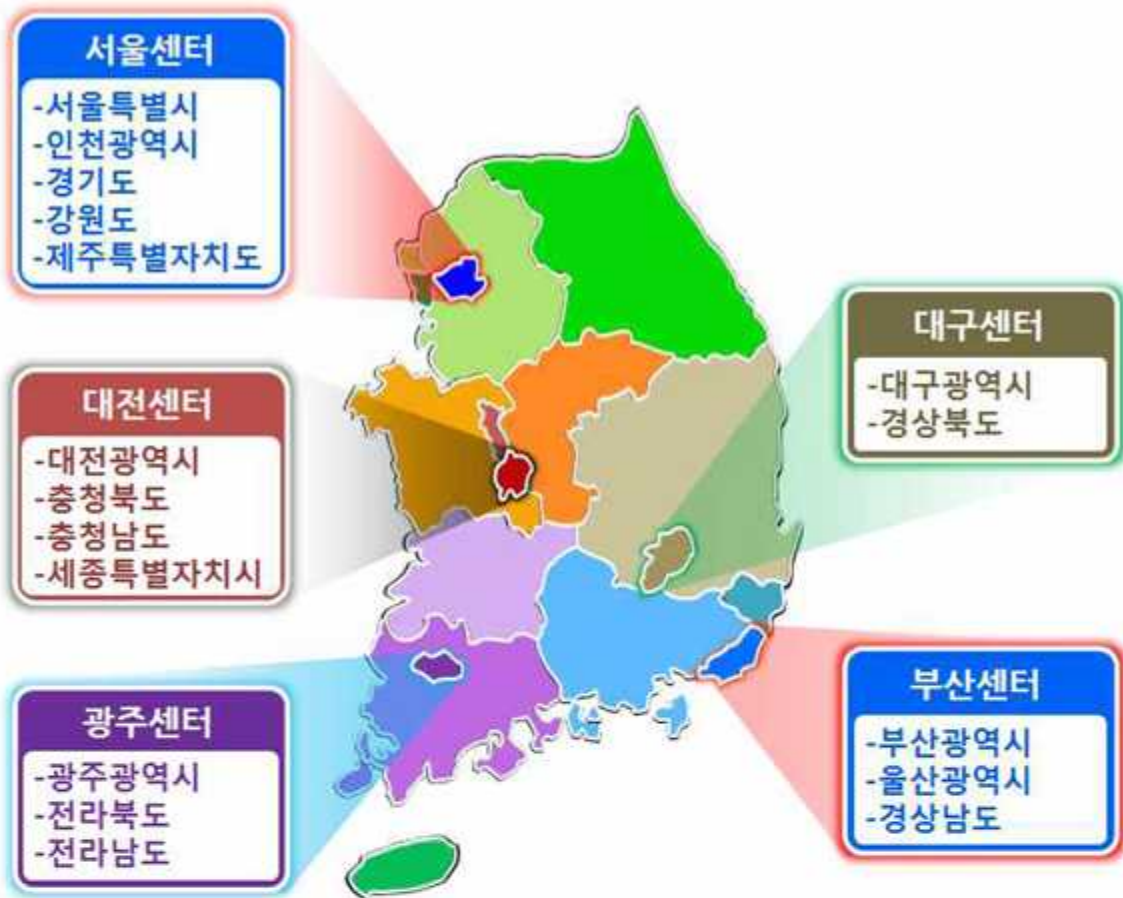 서울센터
-서울특별시
-인천광역시
-경기도
-강원도
-제주특별자치도
대구센터
-대구광역시
-경상북도
대전센터
-대전광역시
-충청북도
-충청남도
-세종특별자치시
부산센터
-부산광역시
-울산광역시
-경상남도
광주센터
-광주광역시
-전라북도
-전라남도